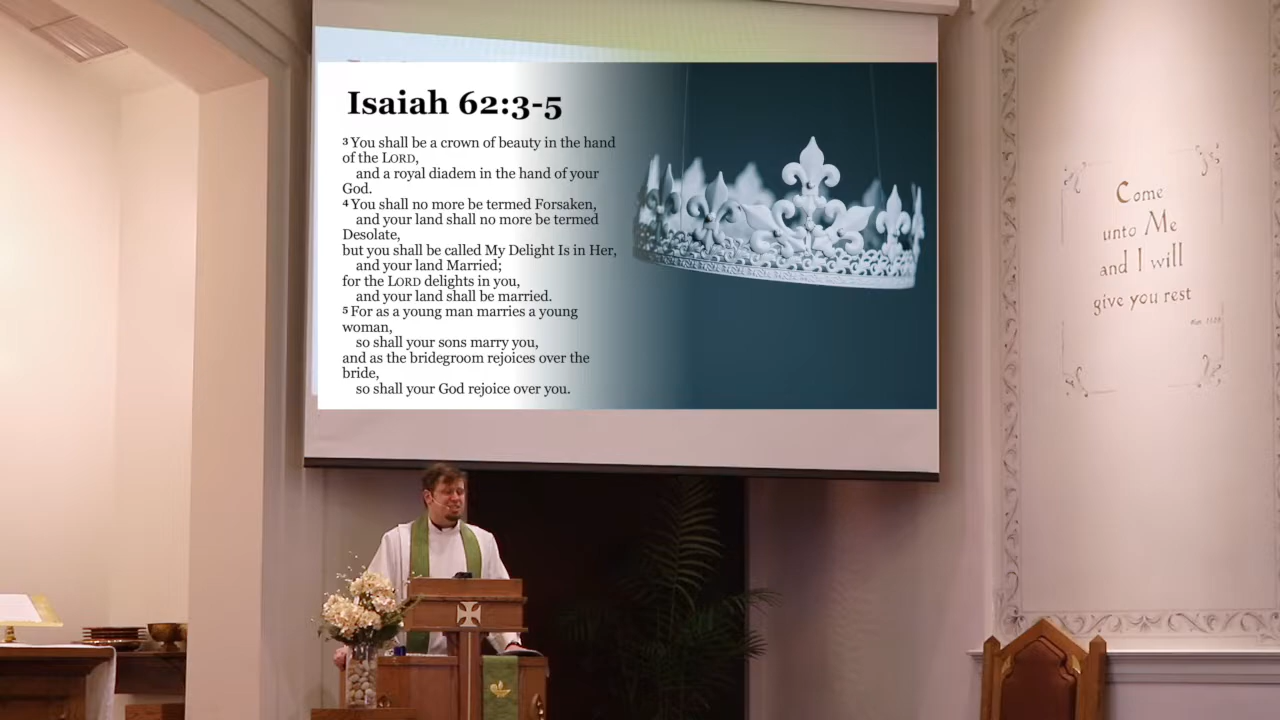 Isaiah 62:3-5
3 You shall be a crown of beauty in the hand
of the LORD,
and a royal diadem in the hand of your
God.
4 You shall no more be termed Forsaken,
and your land shall no more be termed
Desolate,
but you shall be called My Delight Is in Her,
and your land Married;
for the LORD delights in you,
and your land shall be married.
5 For as a young man marries a young
woman,
so shall your sons marry you,
and as the bridegroom rejoices over the
bride,
so shall your God rejoice over you.
Come
unto Me
and I will
give you rest